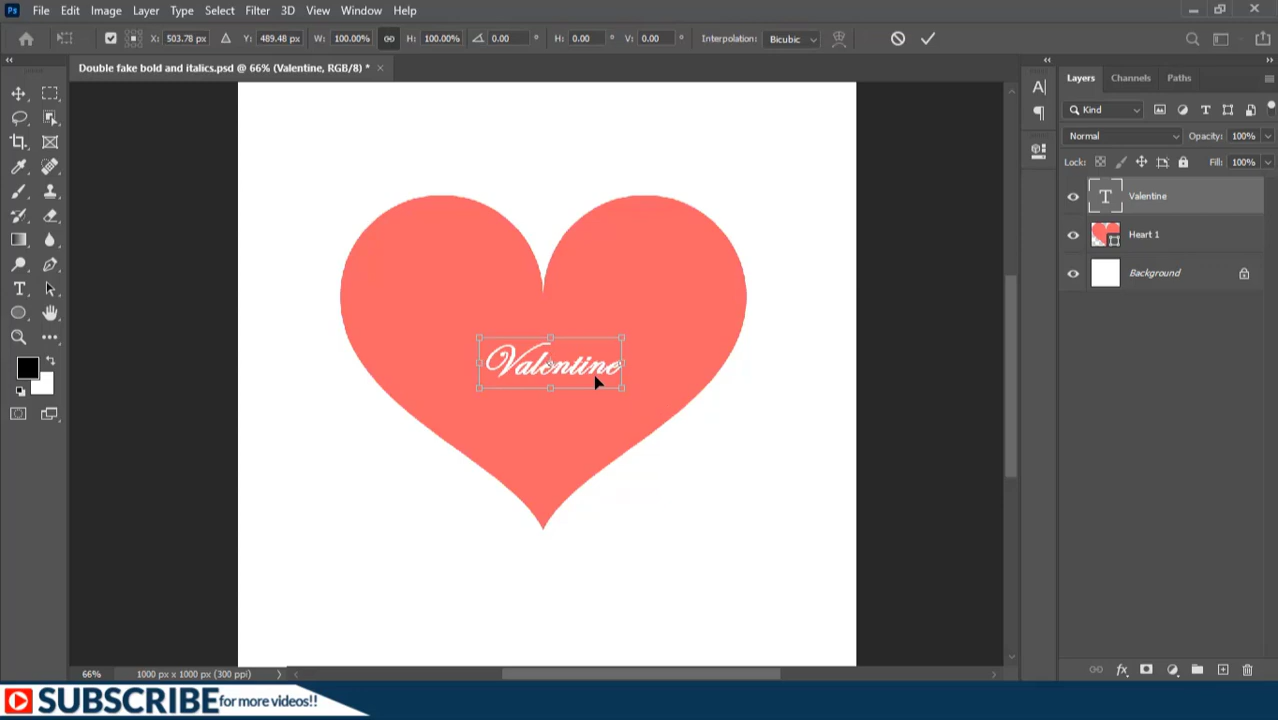 Ps File Edit Image Layer Type Select Filter 3D View Window Help
X: 503.78 px Y: 489.48 px W: 100.00% H: 100.00% 0.00 ° H: 0.00 ° V: 0.00 ° Interpolation: Bicubic
Double fake bold and italics.psd @ 66% (Valentine, RGB/8) * ×
Layers Channels Paths
Kind
Normal Opacity: 100%
Lock: Fill: 100%
Valentine
Heart 1
Background
Valentine
66% 1000 px x 1000 px (300 ppi)
SUBSCRIBE for more videos!!